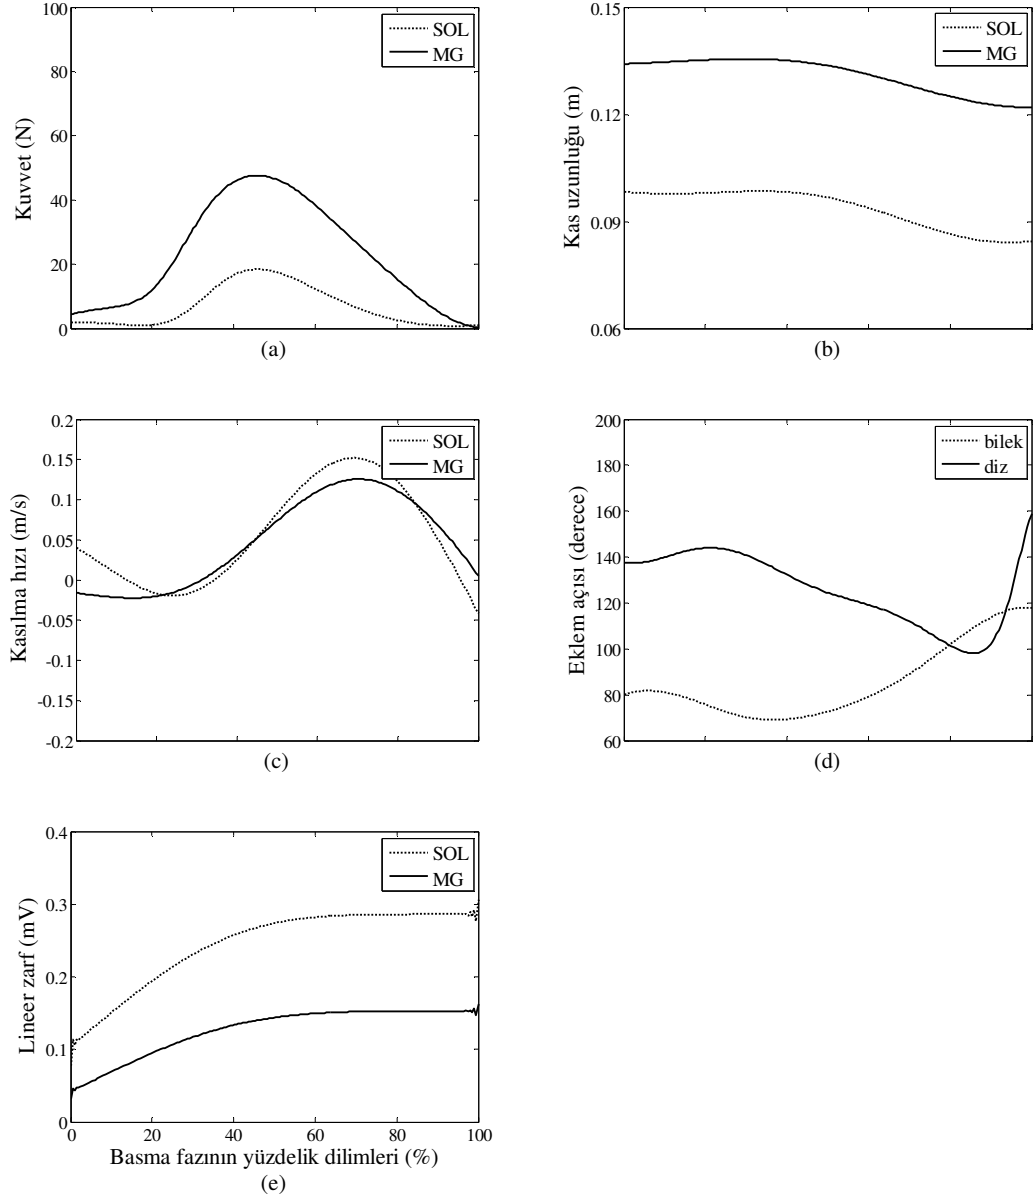 100
80
60
40
20
0
Kuvvet (N)
SOL
MG
(a)
0.15
0.12
0.09
0.06
Kas uzunluğu (m)
SOL
MG
(b)
0.2
0.15
0.1
0.05
0
-0.05
-0.1
-0.15
-0.2
Kasılma hızı (m/s)
SOL
MG
(c)
200
180
160
140
120
100
80
60
Eklem açısı (derece)
bilek
diz
(d)
0.4
0.3
0.2
0.1
0
Lineer zarf (mV)
SOL
MG
0 20 40 60 80 100
Basma fazının yüzdelik dilimleri (%)
(e)